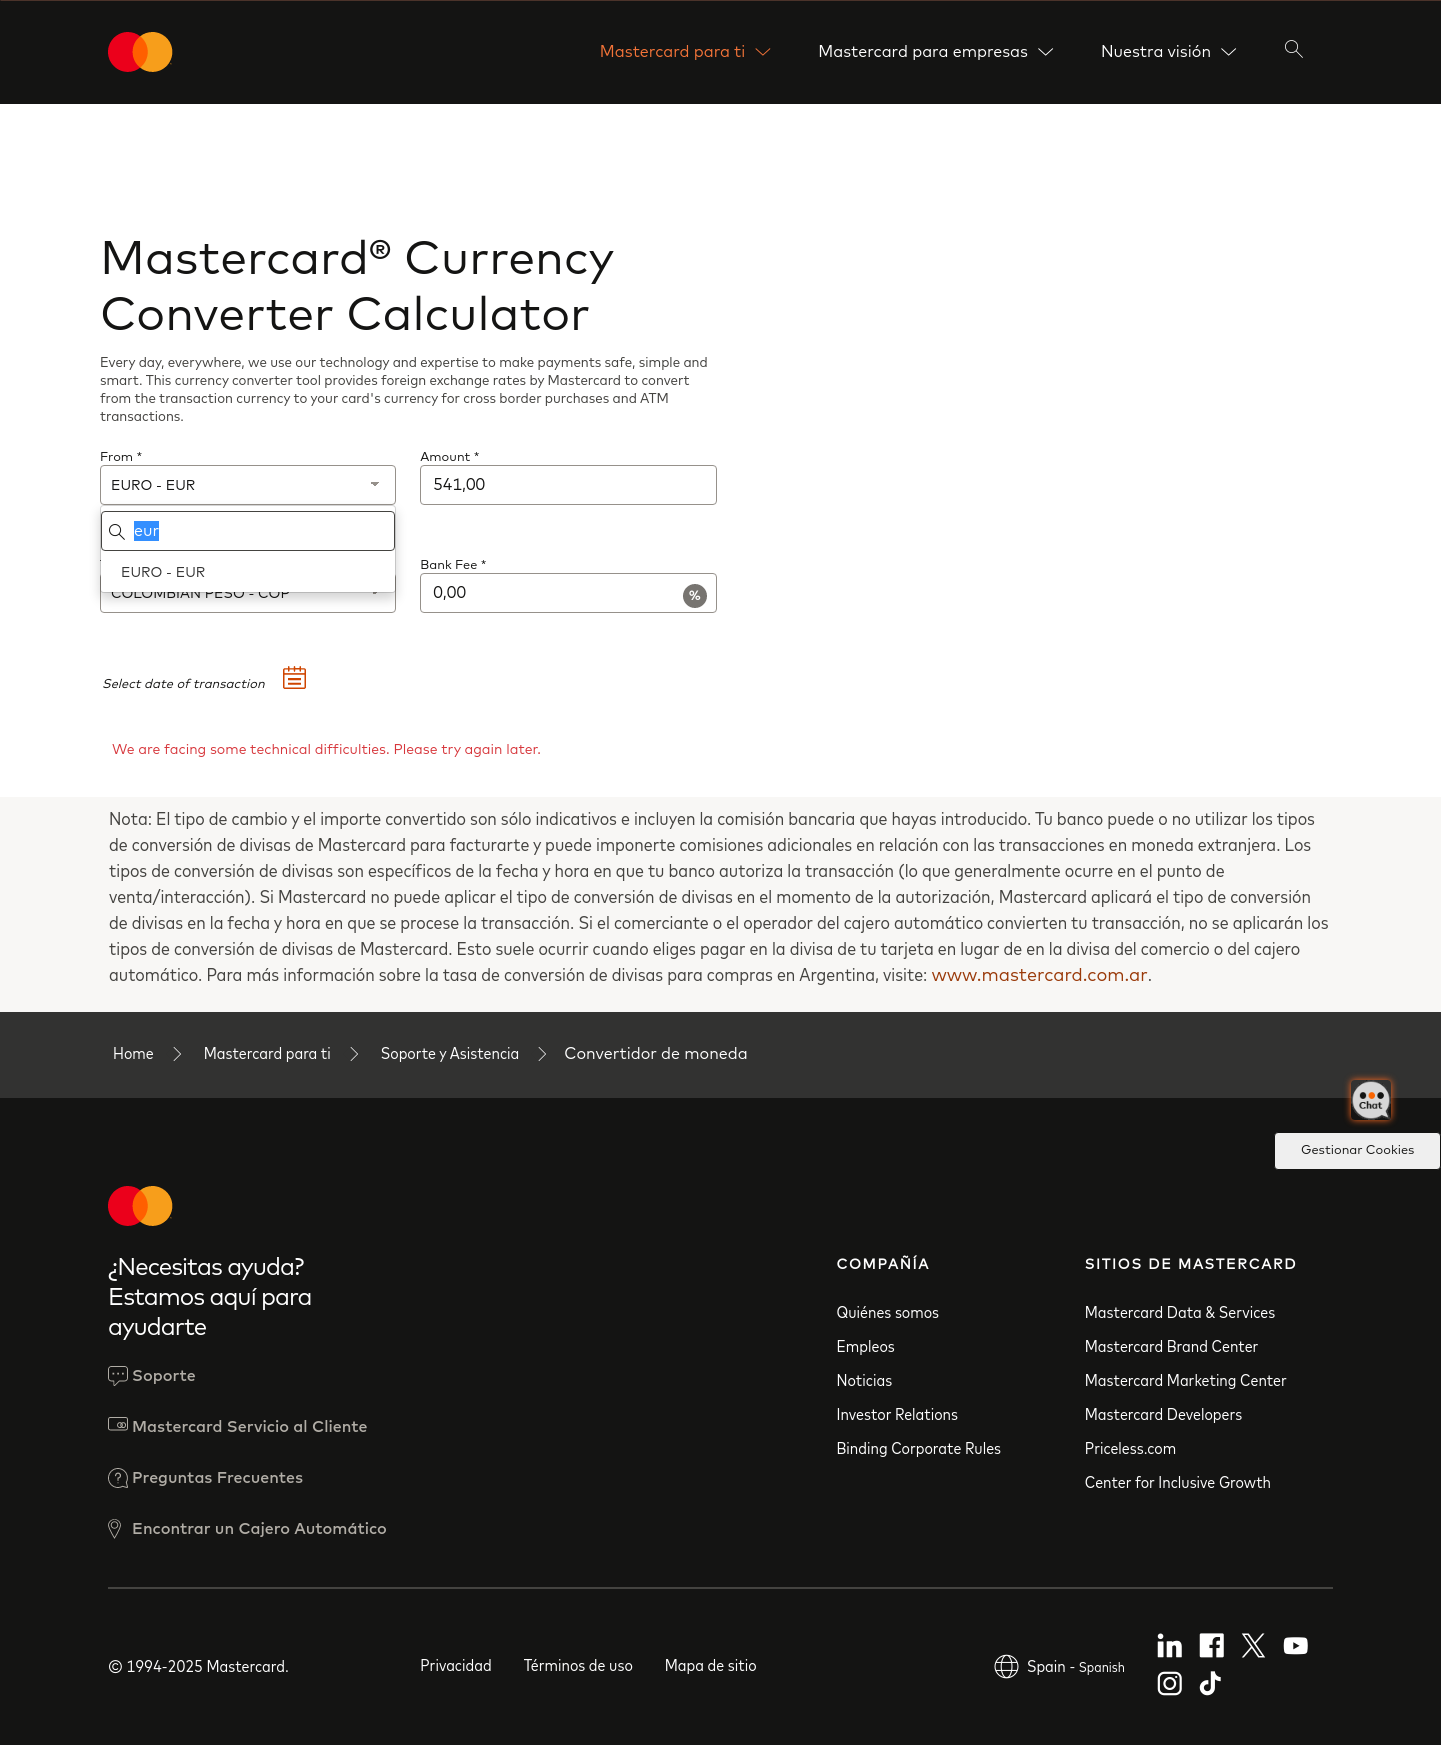 Mastercard para ti
Mastercard para empresas
Nuestra visión
Mastercard® Currency
Converter Calculator
Every day, everywhere, we use our technology and expertise to make payments safe, simple and
smart. This currency converter tool provides foreign exchange rates by Mastercard to convert
from the transaction currency to your card's currency for cross border purchases and ATM
transactions.
From *
EURO - EUR
Amount *
541,00
eur
EURO - EUR
COLOMBIAN PESO - COP
Bank Fee *
0,00
%
Select date of transaction
We are facing some technical difficulties. Please try again later.
Nota: El tipo de cambio y el importe convertido son sólo indicativos e incluyen la comisión bancaria que hayas introducido. Tu banco puede o no utilizar los tipos
de conversión de divisas de Mastercard para facturarte y puede imponerte comisiones adicionales en relación con las transacciones en moneda extranjera. Los
tipos de conversión de divisas son específicos de la fecha y hora en que tu banco autoriza la transacción (lo que generalmente ocurre en el punto de
venta/interacción). Si Mastercard no puede aplicar el tipo de conversión de divisas en el momento de la autorización, Mastercard aplicará el tipo de conversión
de divisas en la fecha y hora en que se procese la transacción. Si el comerciante o el operador del cajero automático convierten tu transacción, no se aplicarán los
tipos de conversión de divisas de Mastercard. Esto suele ocurrir cuando eliges pagar en la divisa de tu tarjeta en lugar de en la divisa del comercio o del cajero
automático. Para más información sobre la tasa de conversión de divisas para compras en Argentina, visite: www.mastercard.com.ar.
Home
Mastercard para ti
Soporte y Asistencia
Convertidor de moneda
Chat
Gestionar Cookies
¿Necesitas ayuda?
Estamos aquí para
ayudarte
Soporte
Mastercard Servicio al Cliente
Preguntas Frecuentes
Encontrar un Cajero Automático
COMPAÑÍA
Quiénes somos
Empleos
Noticias
Investor Relations
Binding Corporate Rules
SITIOS DE MASTERCARD
Mastercard Data & Services
Mastercard Brand Center
Mastercard Marketing Center
Mastercard Developers
Priceless.com
Center for Inclusive Growth
© 1994-2025 Mastercard.
Privacidad
Términos de uso
Mapa de sitio
Spain - Spanish